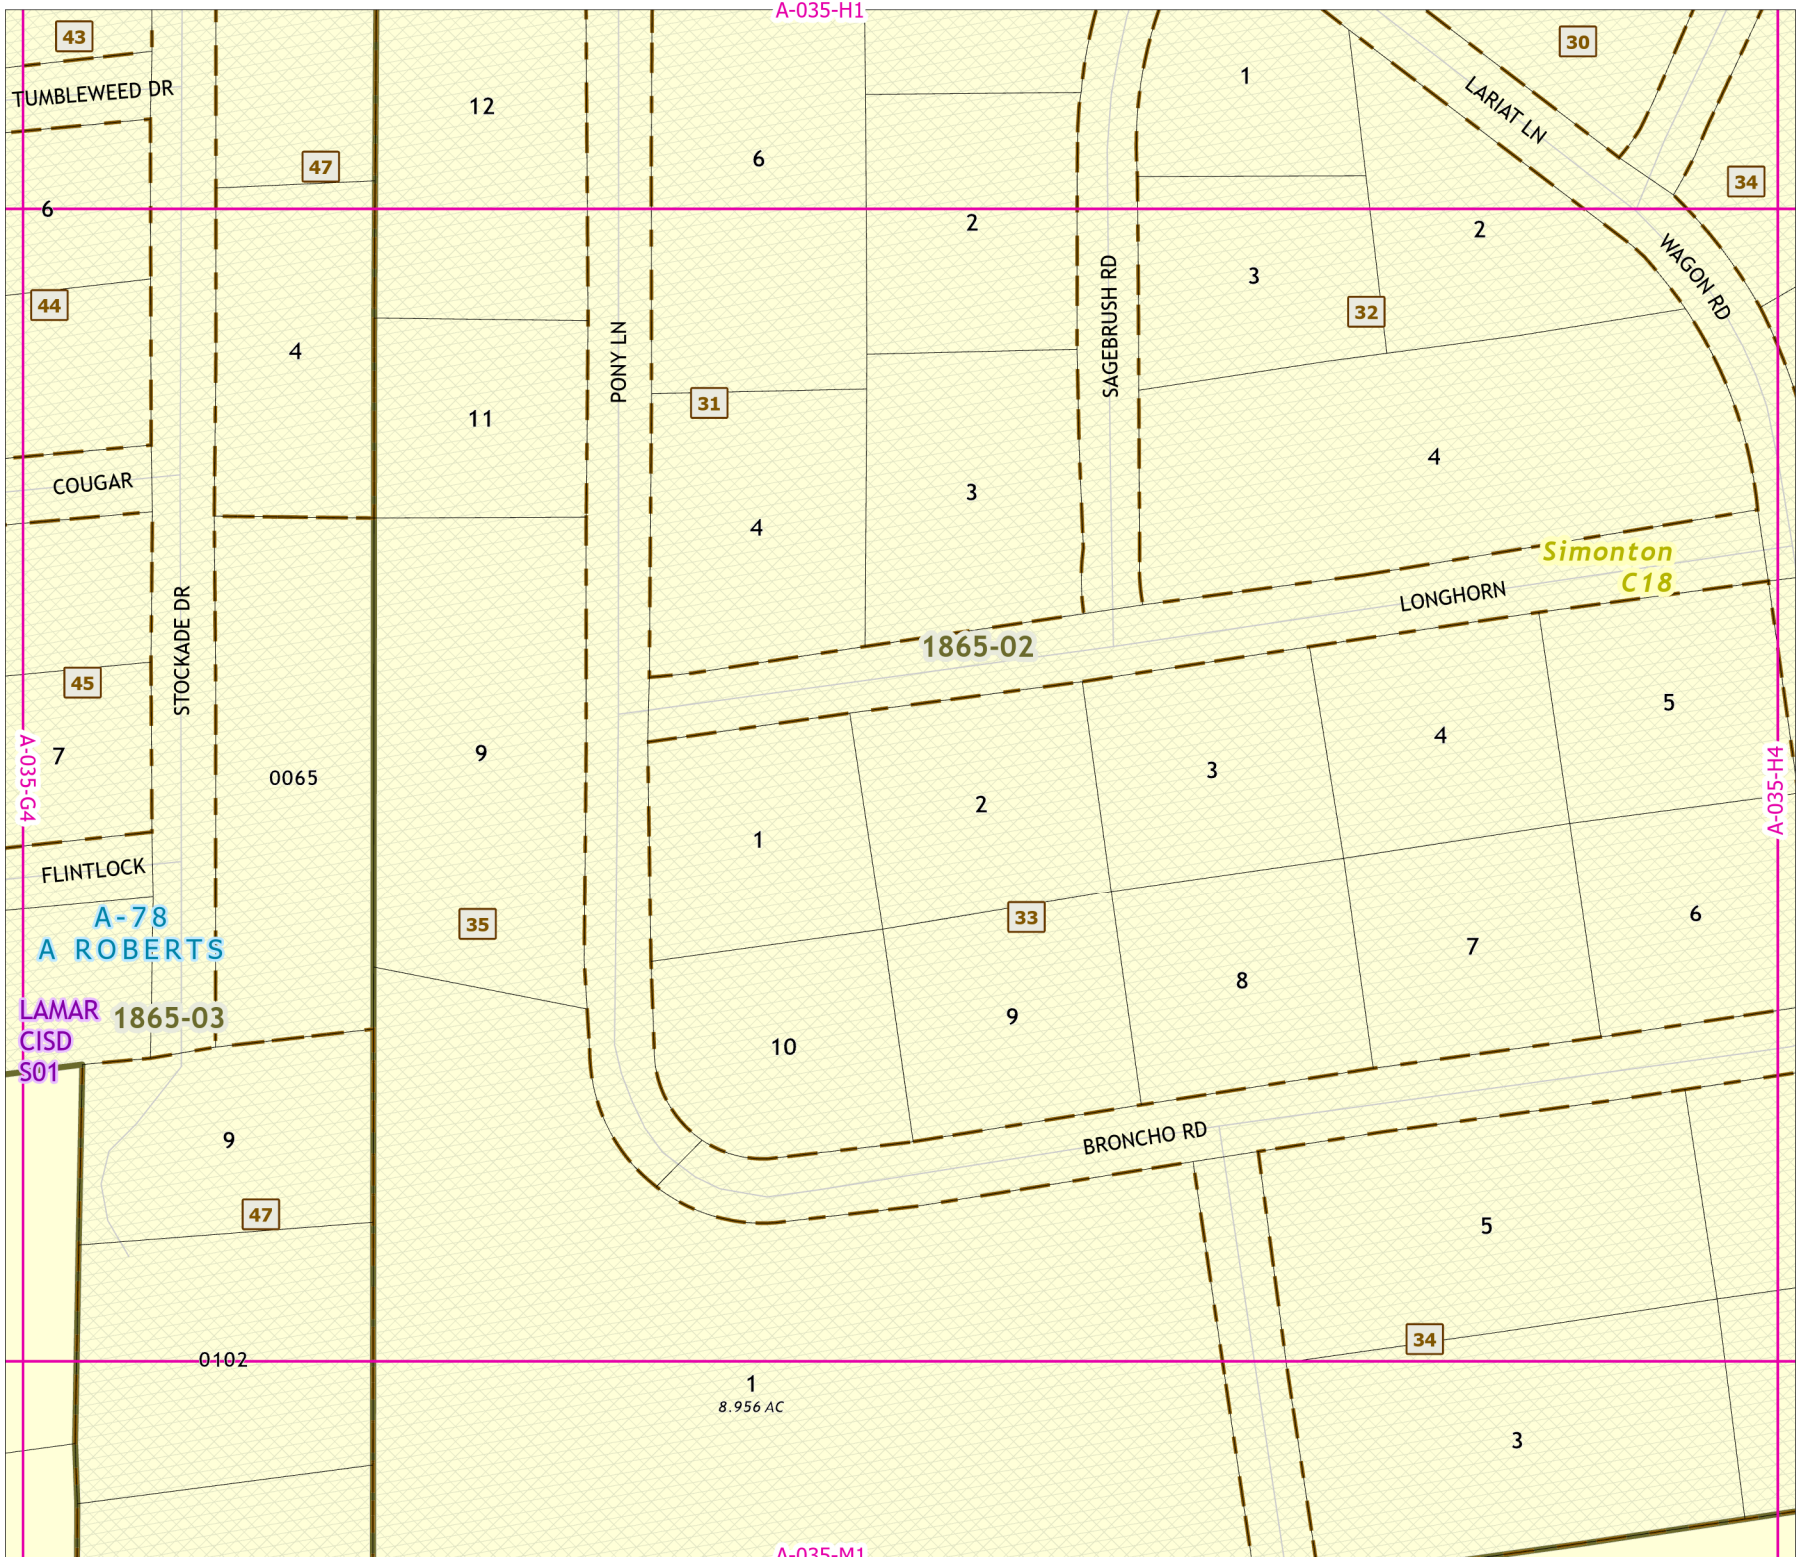 A-035-H1
43
30
1
TUMBLEWEED DR
12
LARIAT LN
6
47
34
6
2
2
3
WAGON RD
44
32
SAGEBRUSH RD
4
PONY LN
31
11
4
COUGAR
3
4
Simonton
C18
LONGHORN
STOCKADE DR
1865-02
45
5
4
7
9
3
A-035-G4
A-035-H4
0065
2
1
FLINTLOCK
A-78
A ROBERTS
35
33
6
7
8
LAMAR
CISD
S01
1865-03
9
10
BRONCHO RD
9
47
5
34
0102
1
8.956 AC
3
A-035-M1